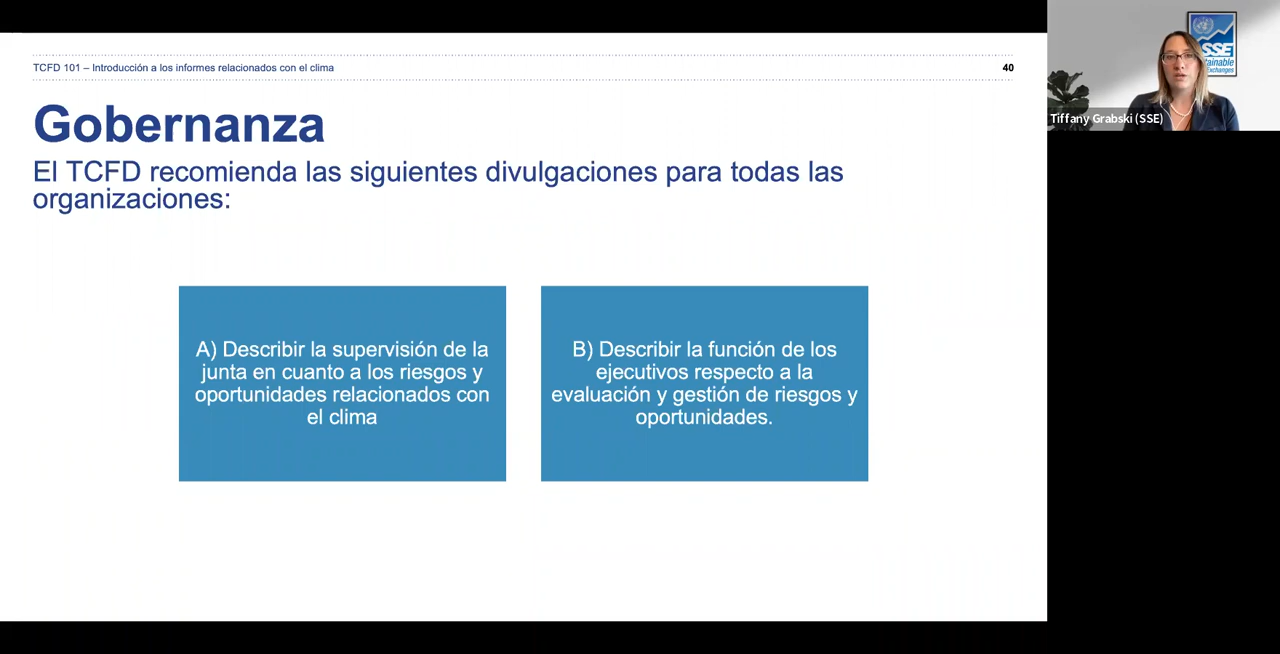 TCFD 101 – Introducción a los informes relacionados con el clima
40
Gobernanza
El TCFD recomienda las siguientes divulgaciones para todas las
organizaciones:
A) Describir la supervisión de la
junta en cuanto a los riesgos y
oportunidades relacionados con
el clima
B) Describir la función de los
ejecutivos respecto a la
evaluación y gestión de riesgos y
oportunidades.
SSE
Exchanges
Tiffany Grabski (SSE)